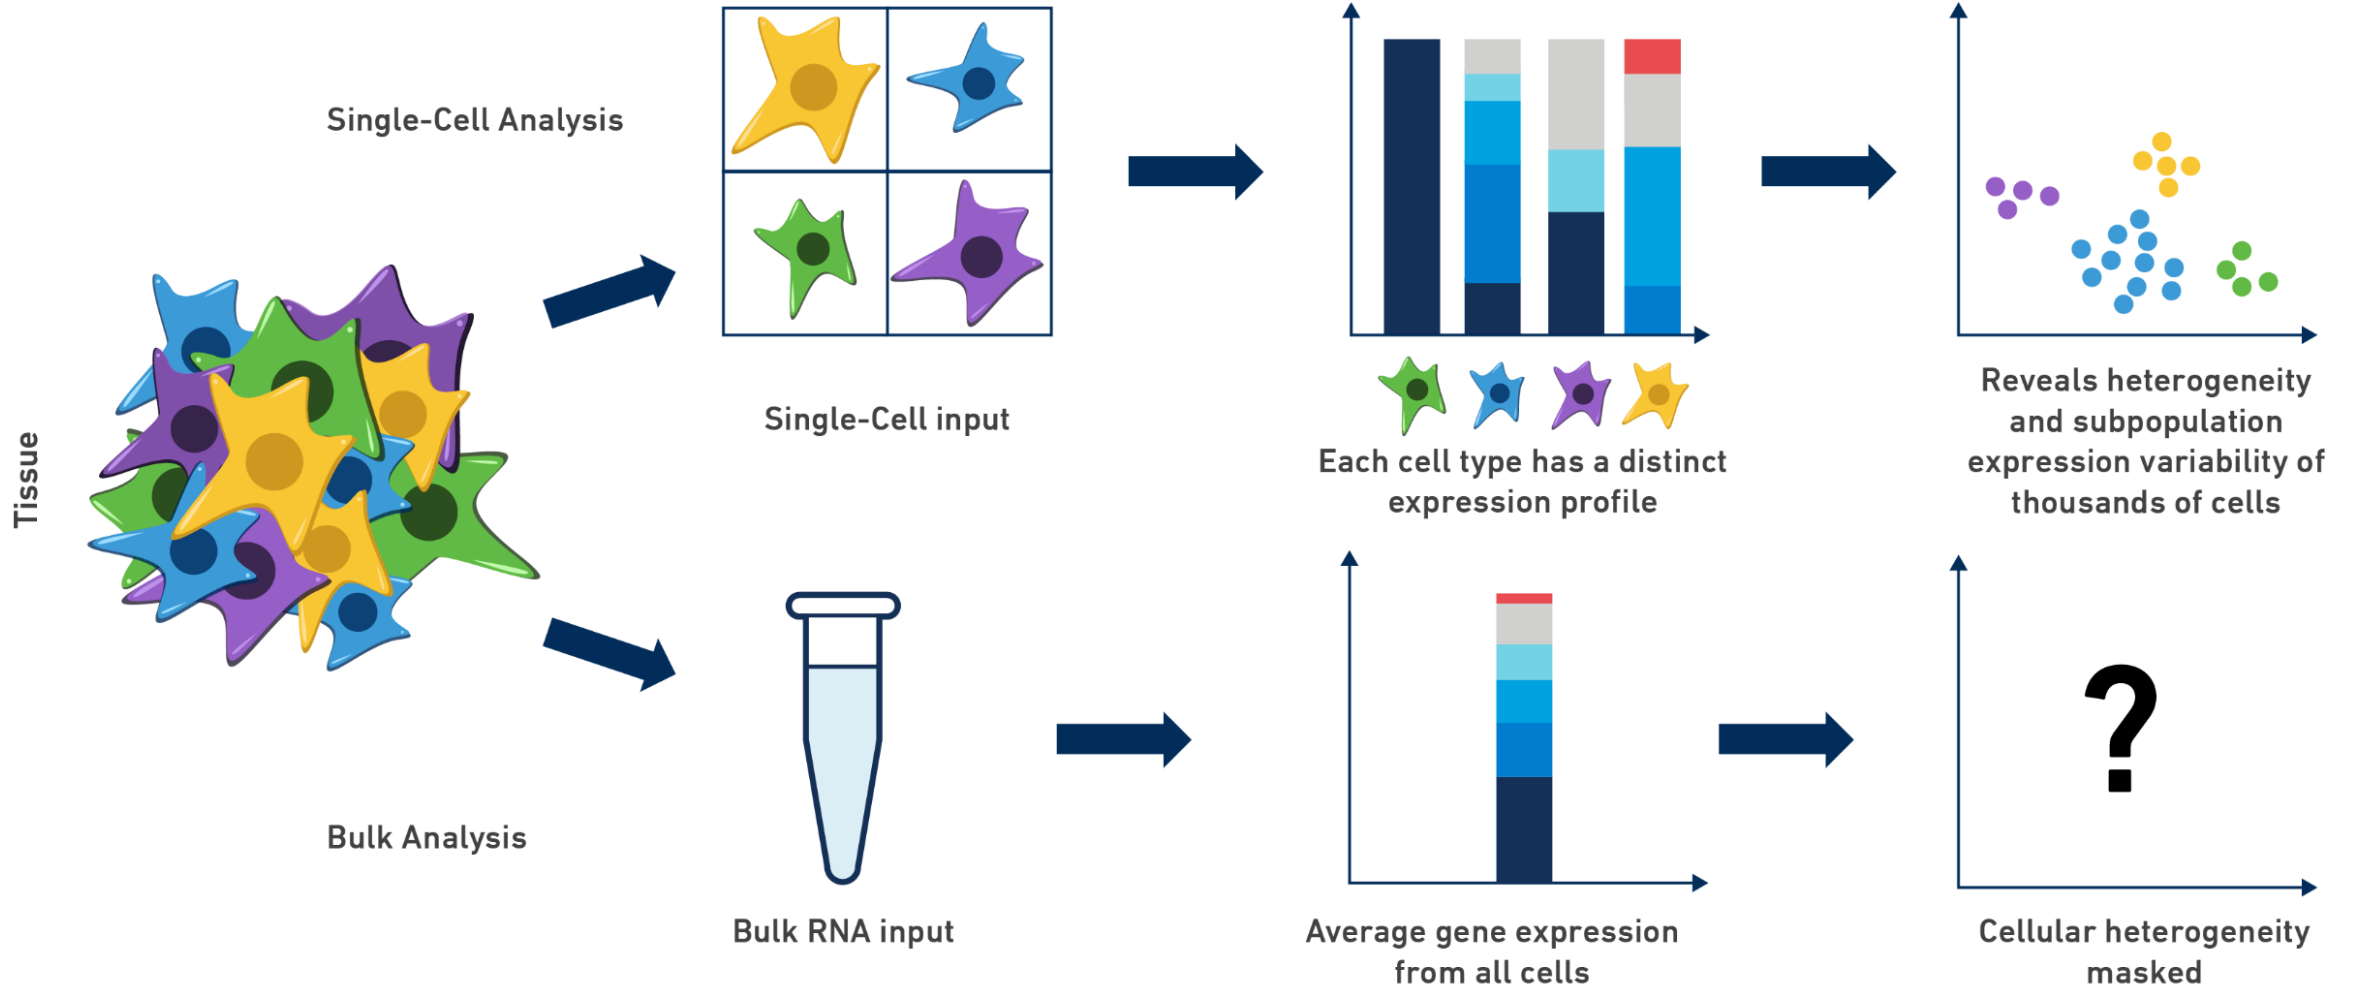 Single-Cell Analysis
Single-Cell input
Each cell type has a distinct
expression profile
Reveals heterogeneity
and subpopulation
expression variability of
thousands of cells
Tissue
Bulk Analysis
Bulk RNA input
Average gene expression
from all cells
?
Cellular heterogeneity
masked